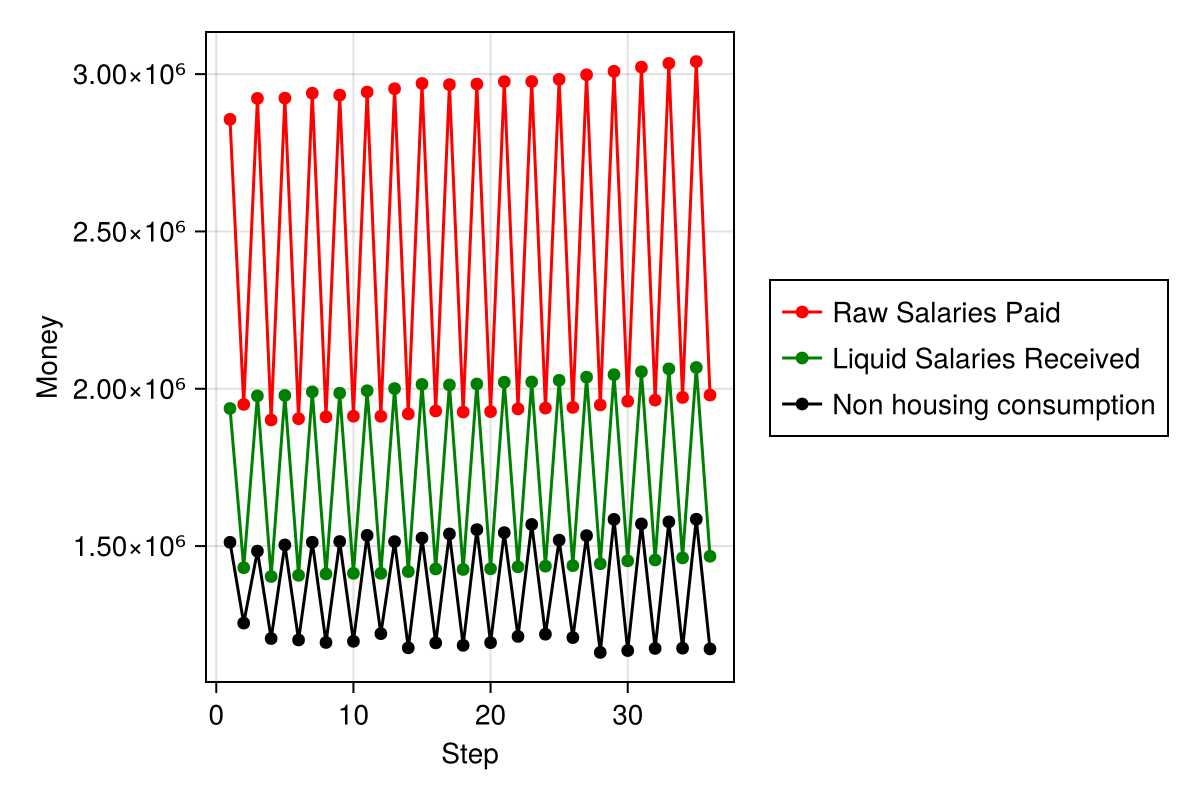 3.00×10⁶
2.50×10⁶
2.00×10⁶
1.50×10⁶
Money
0 10 20 30
Step
Raw Salaries Paid
Liquid Salaries Received
Non housing consumption